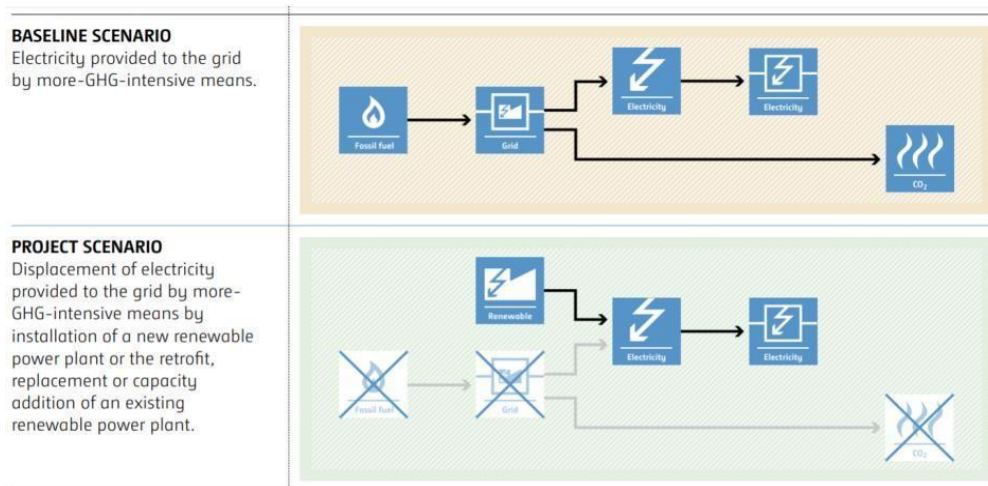 BASELINE SCENARIO
Electricity provided to the grid
by more-GHG-intensive means.
Fossil fuel
Grid
Electricity
Electricity
CO₂
PROJECT SCENARIO
Displacement of electricity
provided to the grid by more-
GHG-intensive means by
installation of a new renewable
power plant or the retrofit,
replacement or capacity
addition of an existing
renewable power plant.
Renewable
Fossil fuel
Grid
Electricity
Electricity
CO₂